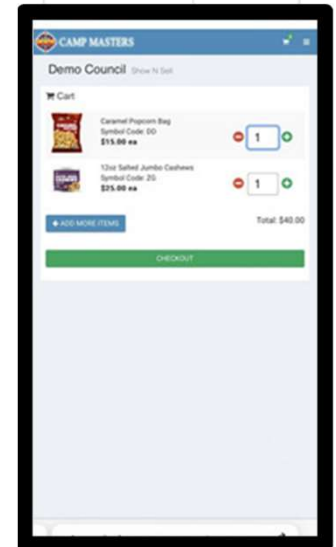 CAMP MASTERS
Demo Council Show N Sell
Cart
Caramel Popcorn Bag
Symbol Code: DD
$15.00 ea
1
12oz Salted Jumbo Cashews
Symbol Code: ZG
$25.00 ea
1
+ ADD MORE ITEMS
Total: $40.00
CHECKOUT